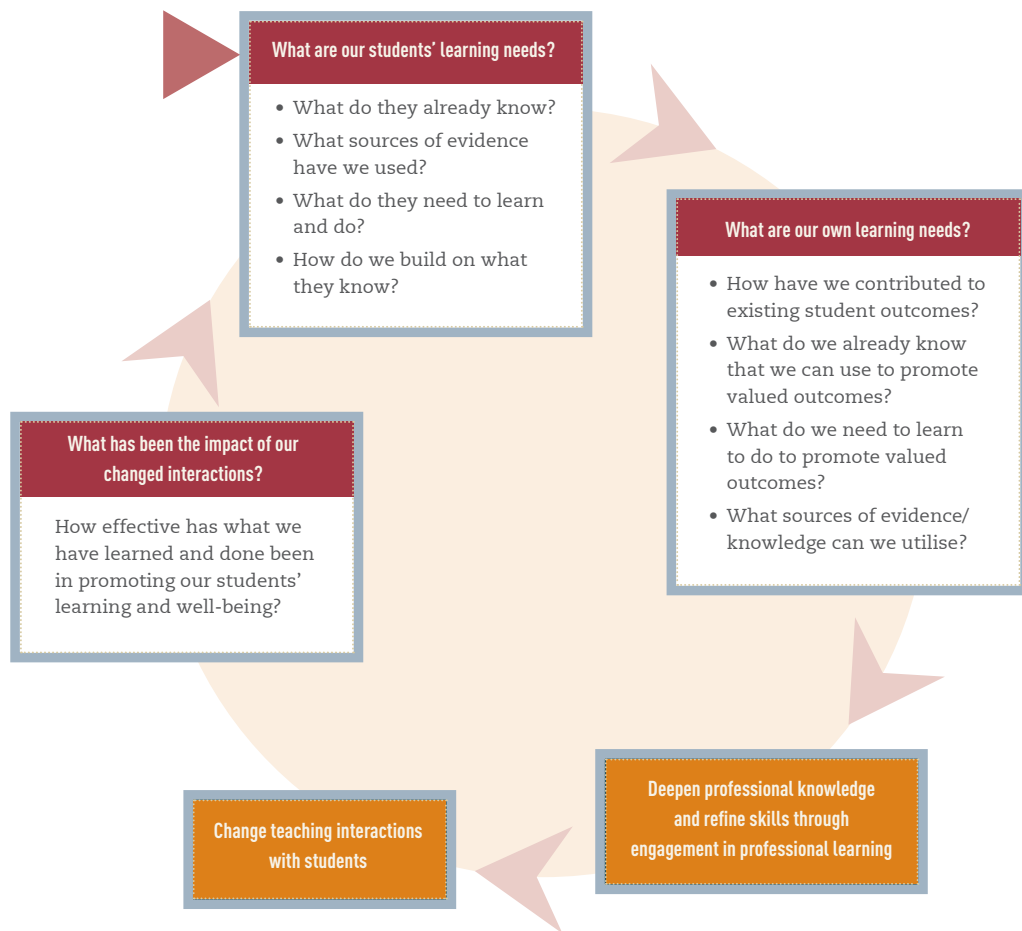 What are our students’ learning needs?
• What do they already know?
• What sources of evidence
have we used?
• What do they need to learn
and do?
• How do we build on what
they know?
What are our own learning needs?
• How have we contributed to
existing student outcomes?
• What do we already know
that we can use to promote
valued outcomes?
• What do we need to learn
to do to promote valued
outcomes?
• What sources of evidence/
knowledge can we utilise?
Deepen professional knowledge
and refine skills through
engagement in professional learning
Change teaching interactions
with students
What has been the impact of our
changed interactions?
How effective has what we
have learned and done been
in promoting our students’
learning and well-being?